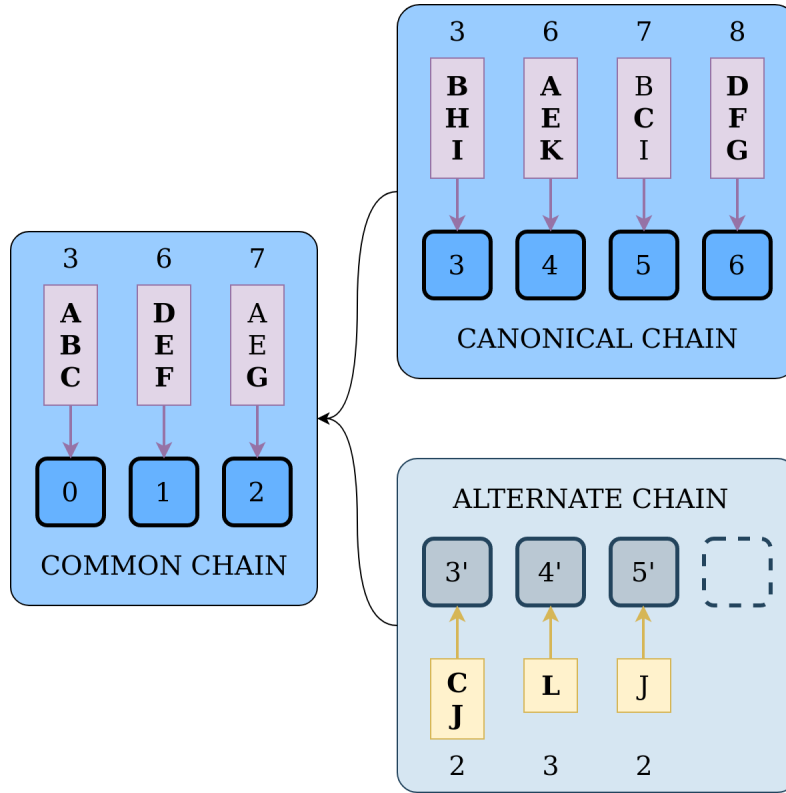 3 6 7 8
B A B D
H E C F
I K I G
3 4 5 6
CANONICAL CHAIN
3 6 7
A D A
B E E
C F G
0 1 2
COMMON CHAIN
ALTERNATE CHAIN
3' 4' 5'
C L J
J
2 3 2